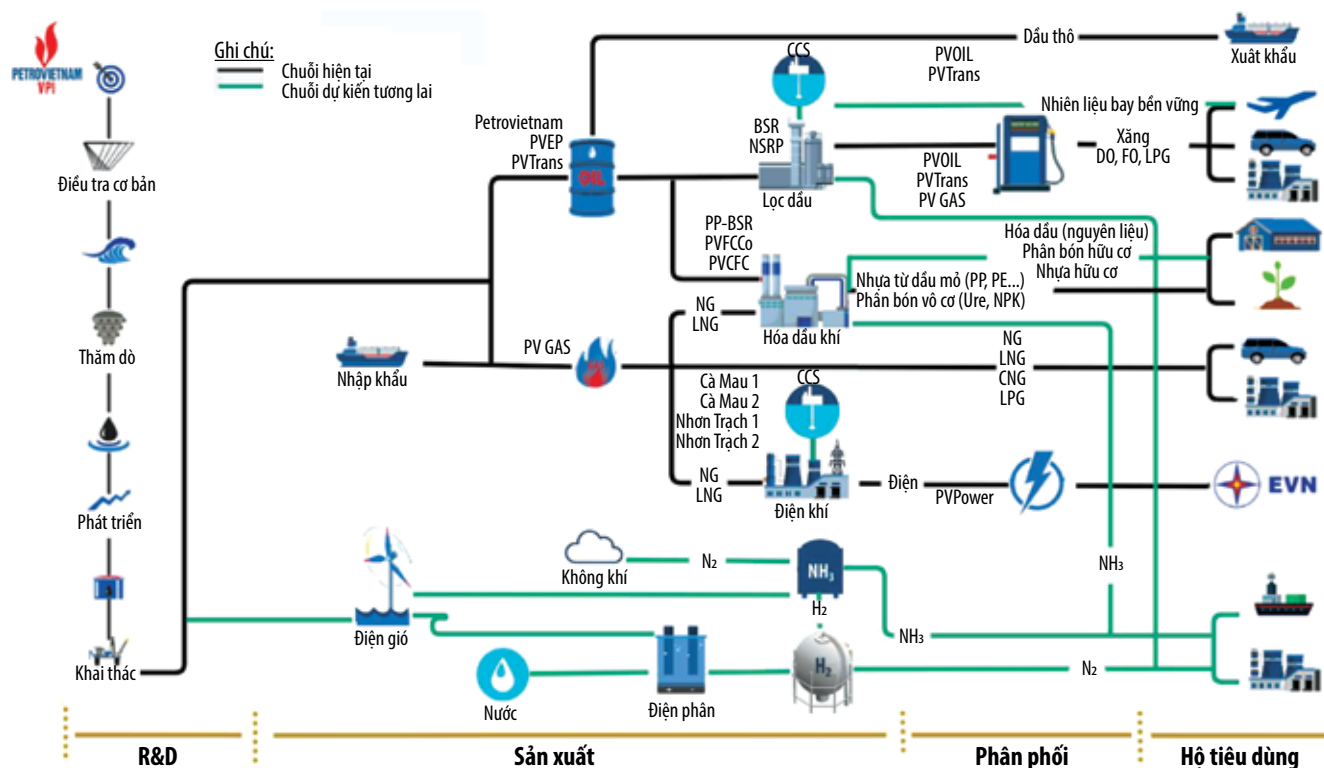 PETROVIETNAM
VPI
Ghi chú:
Chuỗi hiện tại
Chuỗi dự kiến tương lai
Điều tra cơ bản
Thăm dò
Phát triển
Khai thác
Petrovietnam
PVEP
PVTrans
OIL
Dầu thô
PVOIL
PVTrans
Xuât khẩu
CCS
BSR
NSRP
Lọc dầu
Nhiên liệu bay bền vững
Xăng
DO, FO, LPG
PVOIL
PVTrans
PV GAS
PP-BSR
PVFCCo
PVCFC
Hóa dầu (nguyên liệu)
Phân bón hữu cơ
Nhựa hữu cơ
Nhựa từ dầu mỏ (PP, PE...)
Phân bón vô cơ (Ure, NPK)
Hóa dầu khí
NG
LNG
Nhập khẩu
PV GAS
NG
LNG
CNG
LPG
Cà Mau 1
Cà Mau 2
Nhơn Trạch 1
Nhơn Trạch 2
CCS
NG
LNG
Điện khí
Điện
PVPower
EVN
Điện gió
Không khí
N₂
NH₃
H₂
NH₃
NH₃
Nước
Điện phân
H₂
N₂
R&D
Sản xuất
Phân phối
Hộ tiêu dùng